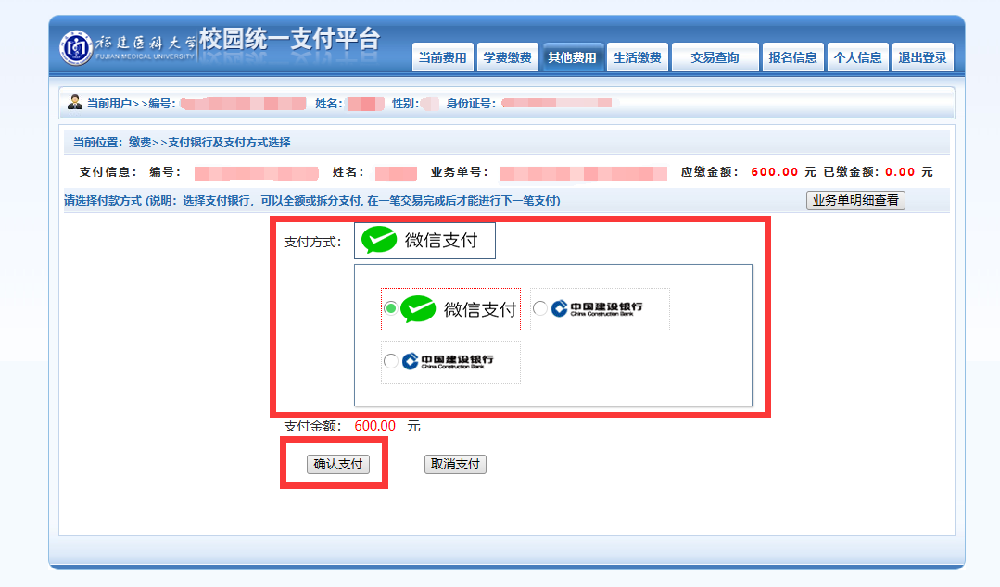 福建医科大学
FUJIAN MEDICAL UNIVERSITY
校园统一支付平台
当前费用 学费缴费 其他费用 生活缴费 交易查询 报名信息 个人信息 退出登录
当前用户>>编号: 姓名: 性别: 身份证号:
当前位置: 缴费>>支付银行及支付方式选择
支付信息: 编号: 姓名: 业务单号: 应缴金额: 600.00 元 已缴金额: 0.00 元
请选择付款方式 (说明: 选择支付银行, 可以全额或拆分支付, 在一笔交易完成后才能进行下一笔支付) 业务单明细查看
支付方式: 微信支付
微信支付 中国建设银行
China Construction Bank
中国建设银行
China Construction Bank
支付金额: 600.00 元
确认支付 取消支付